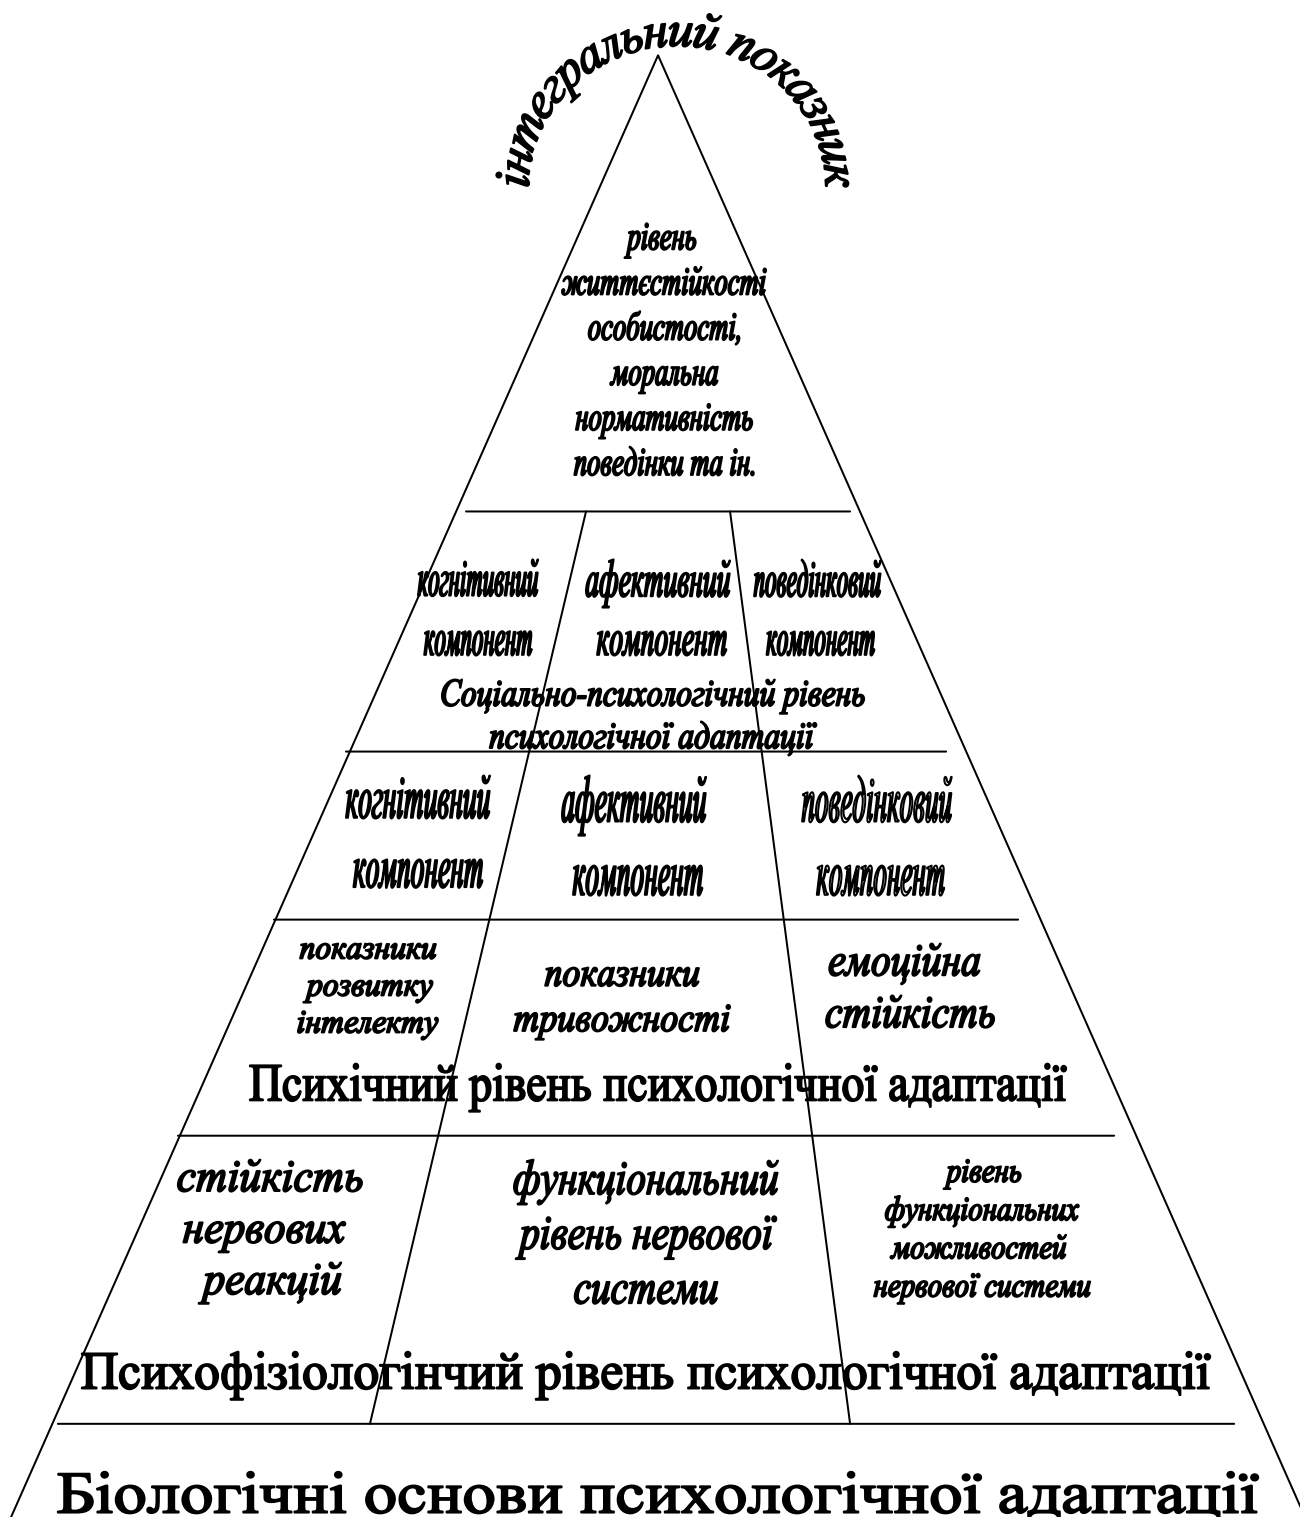 інтегральний показник
рівень
життєстійкості
особистості,
моральна
нормативність
поведінки та ін.
когнітивний
компонент
афективний
компонент
поведінковий
компонент
Соціально-психологічний рівень
психологічної адаптації
когнітивний
компонент
афективний
компонент
поведінковий
компонент
показники
розвитку
інтелекту
показники
тривожності
емоційна
стійкість
Психічний рівень психологічної адаптації
стійкість
нервових
реакцій
функціональний
рівень нервової
системи
рівень
функціональних
можливостей
нервової системи
Психофізіологінчий рівень психологічної адаптації
Біологічні основи психологічної адаптації